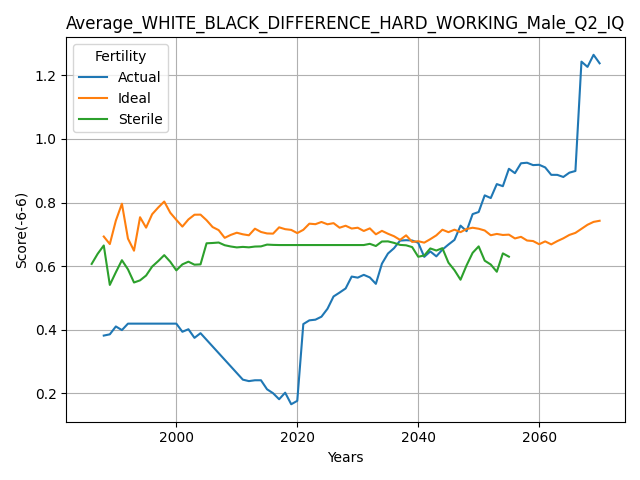 Average_WHITE_BLACK_DIFFERENCE_HARD_WORKING_Male_Q2_IQ
Fertility
Actual
Ideal
Sterile
Score(-6-6)
1.2
1.0
0.8
0.6
0.4
0.2
2000
2020
2040
2060
Years